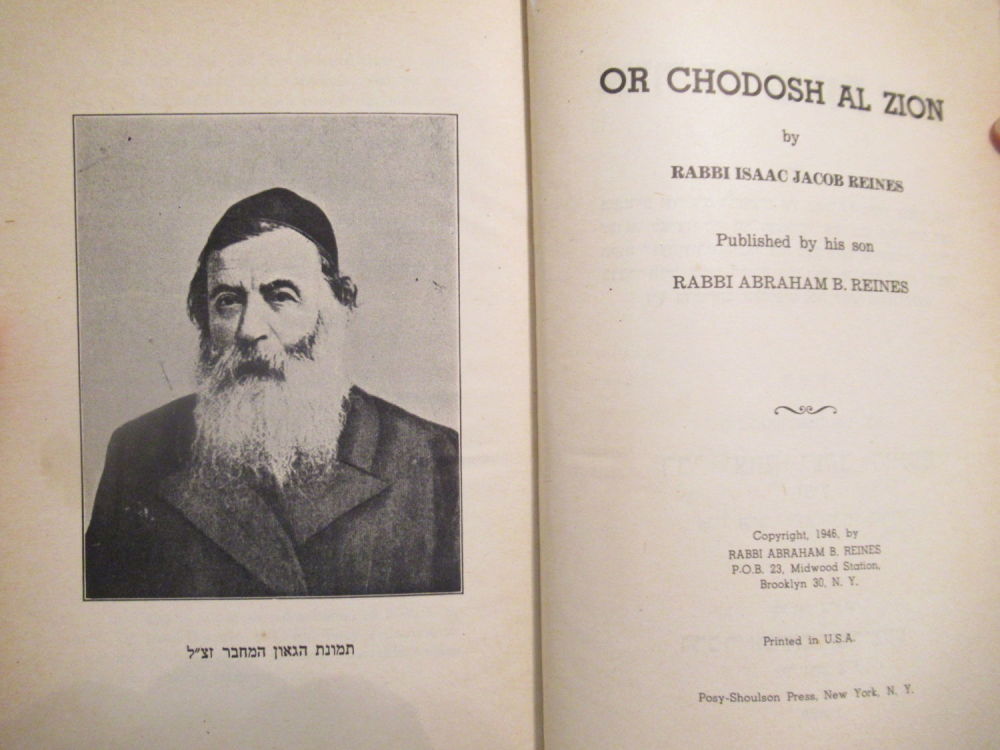 תמונת הגאון המחבר זצ״ל
OR CHODOSH AL ZION
by
RABBI ISAAC JACOB REINES
Published by his son
RABBI ABRAHAM B. REINES
Copyright, 1946, by
RABBI ABRAHAM B. REINES
P.O.B. 23, Midwood Station,
Brooklyn 30, N. Y.
Printed in U.S.A.
Posy-Shoulson Press, New York, N. Y.